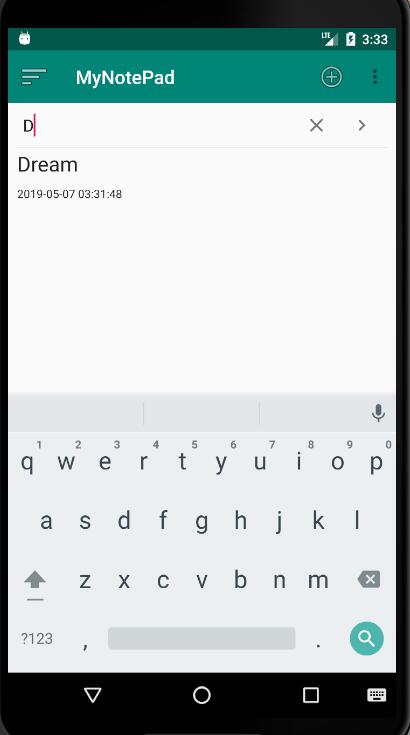 LTE 3:33
MyNotePad
D
Dream
2019-05-07 03:31:48
1 2 3 4 5 6 7 8 9 0
q w e r t y u i o p
a s d f g h j k l
z x c v b n m
?123 , .